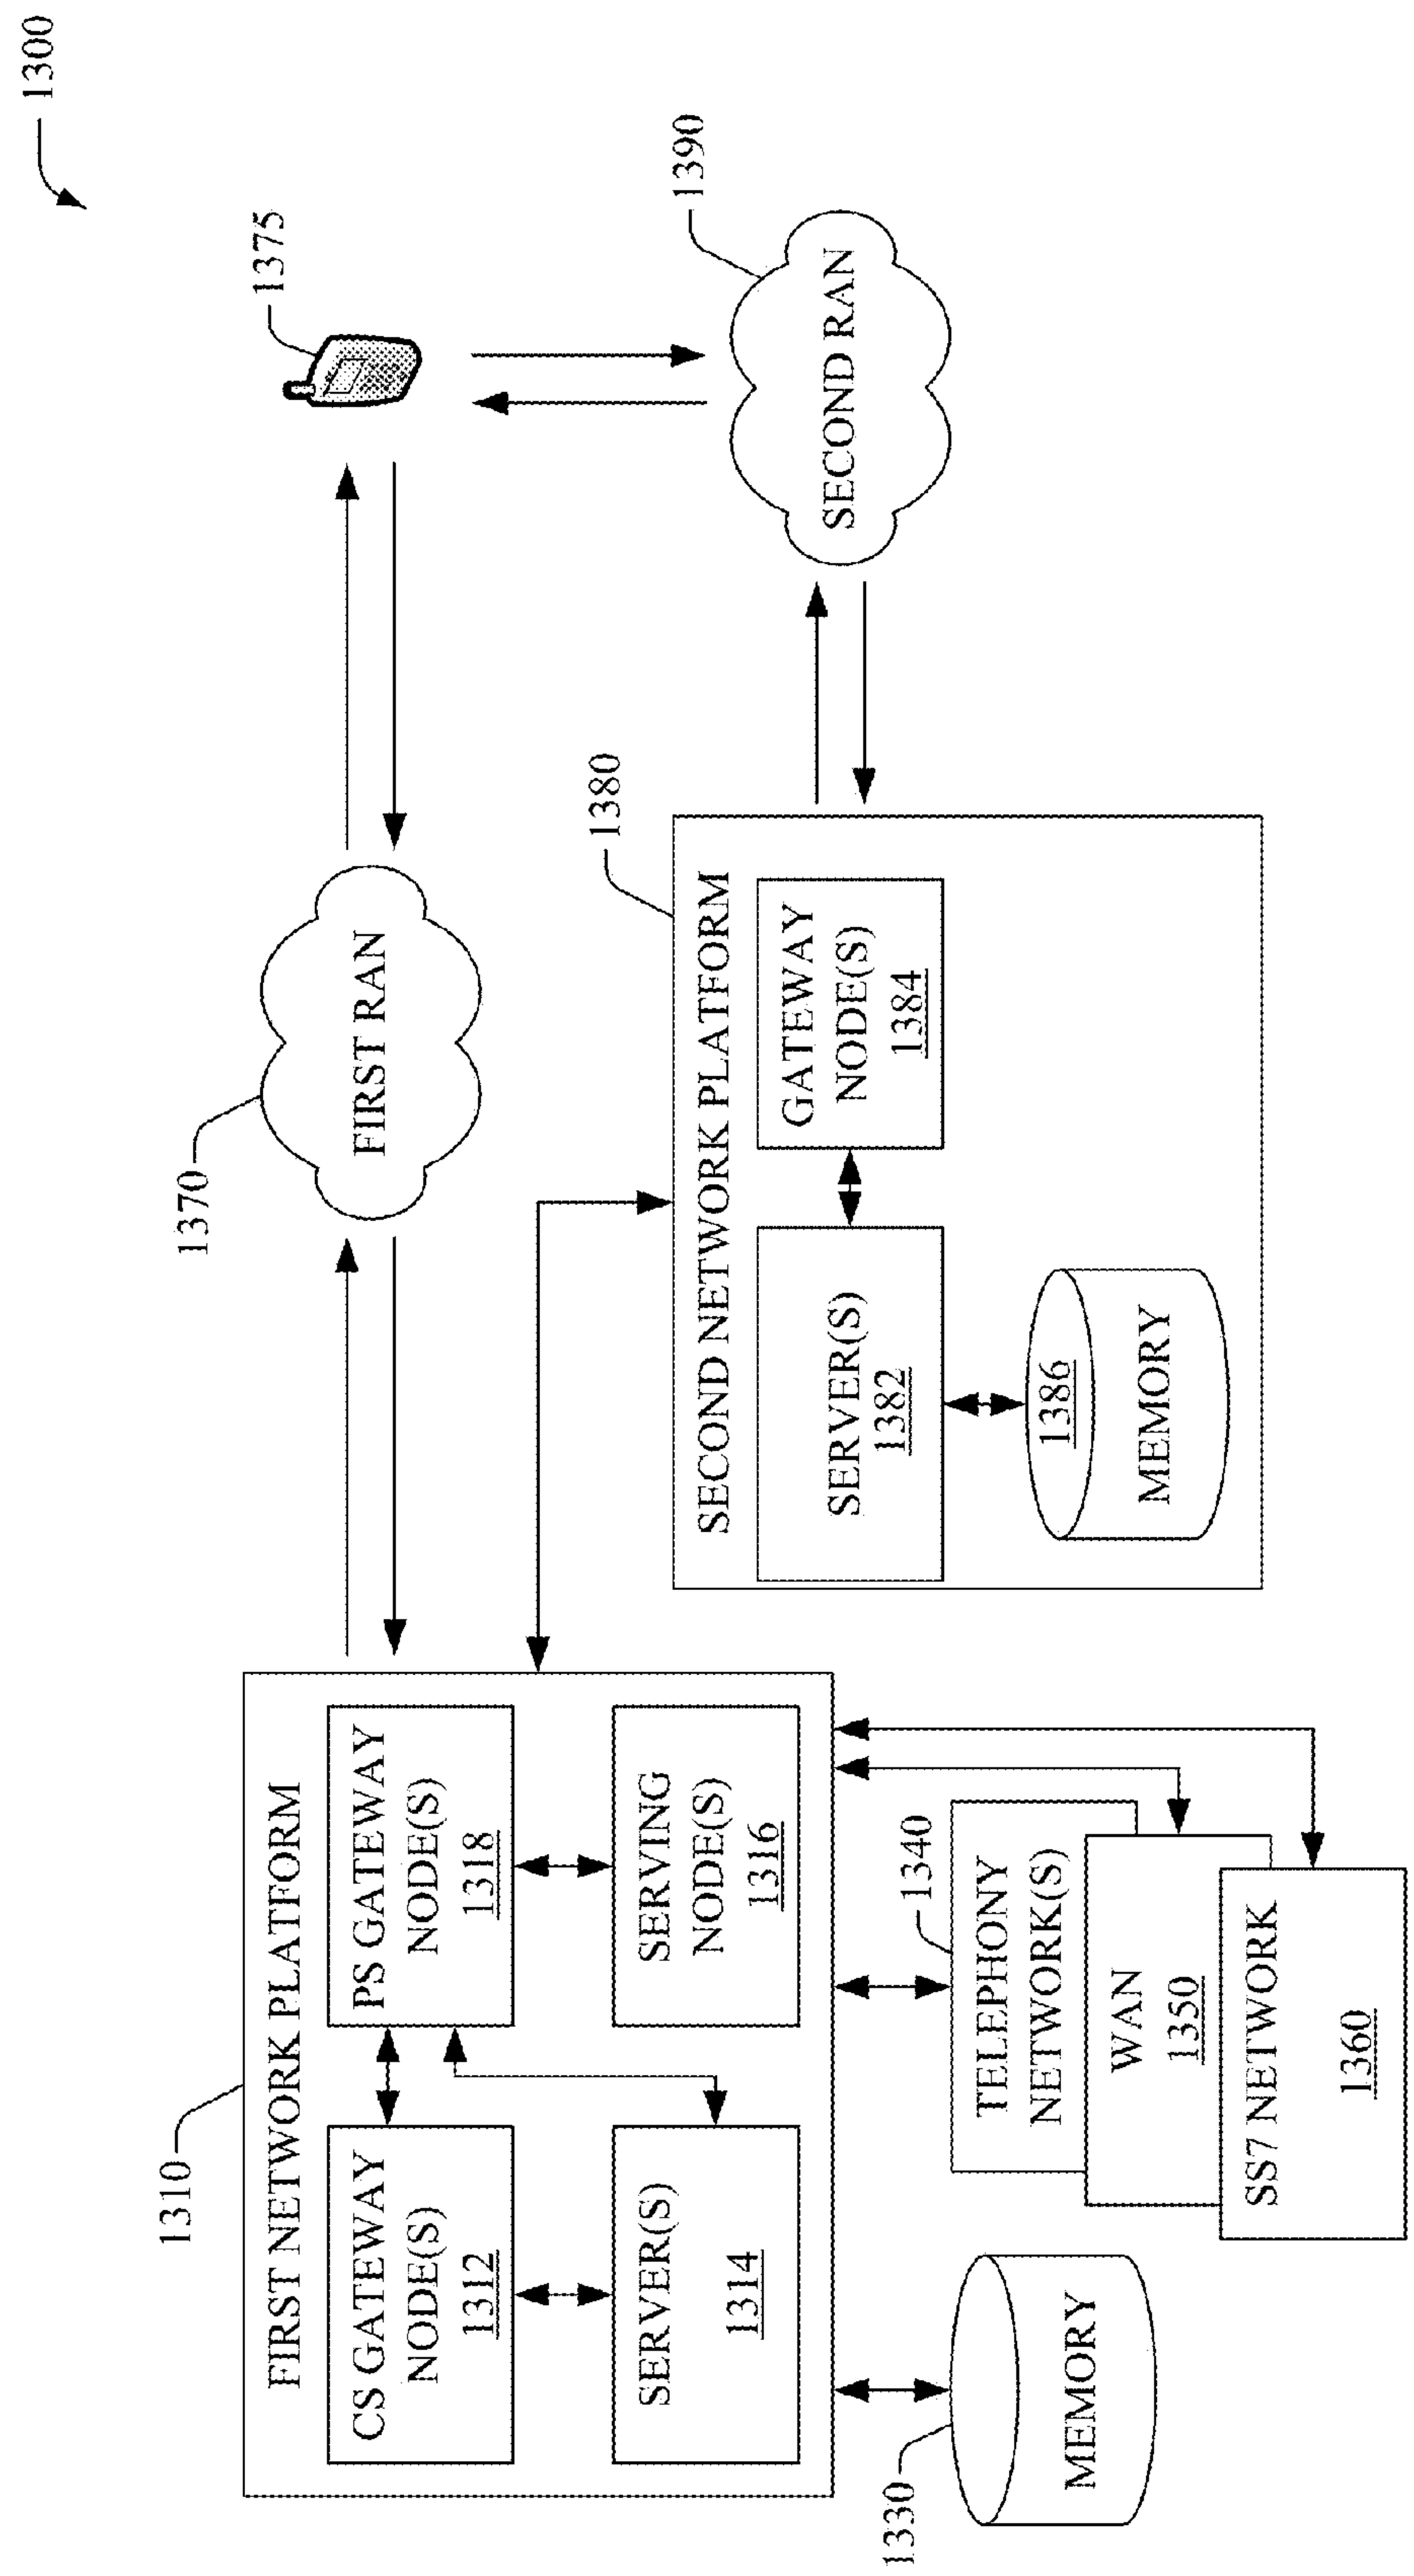 1300
1375
1370
FIRST RAN
1390
SECOND RAN
1310
FIRST NETWORK PLATFORM
CS GATEWAY
NODE(S)
1312
PS GATEWAY
NODE(S)
1318
SERVER(S)
1314
SERVING
NODE(S)
1316
1380
SECOND NETWORK PLATFORM
SERVER(S)
1382
GATEWAY
NODE(S)
1384
1386
MEMORY
1330
MEMORY
1340
TELEPHONY
NETWORK(S)
WAN
1350
SS7 NETWORK
1360